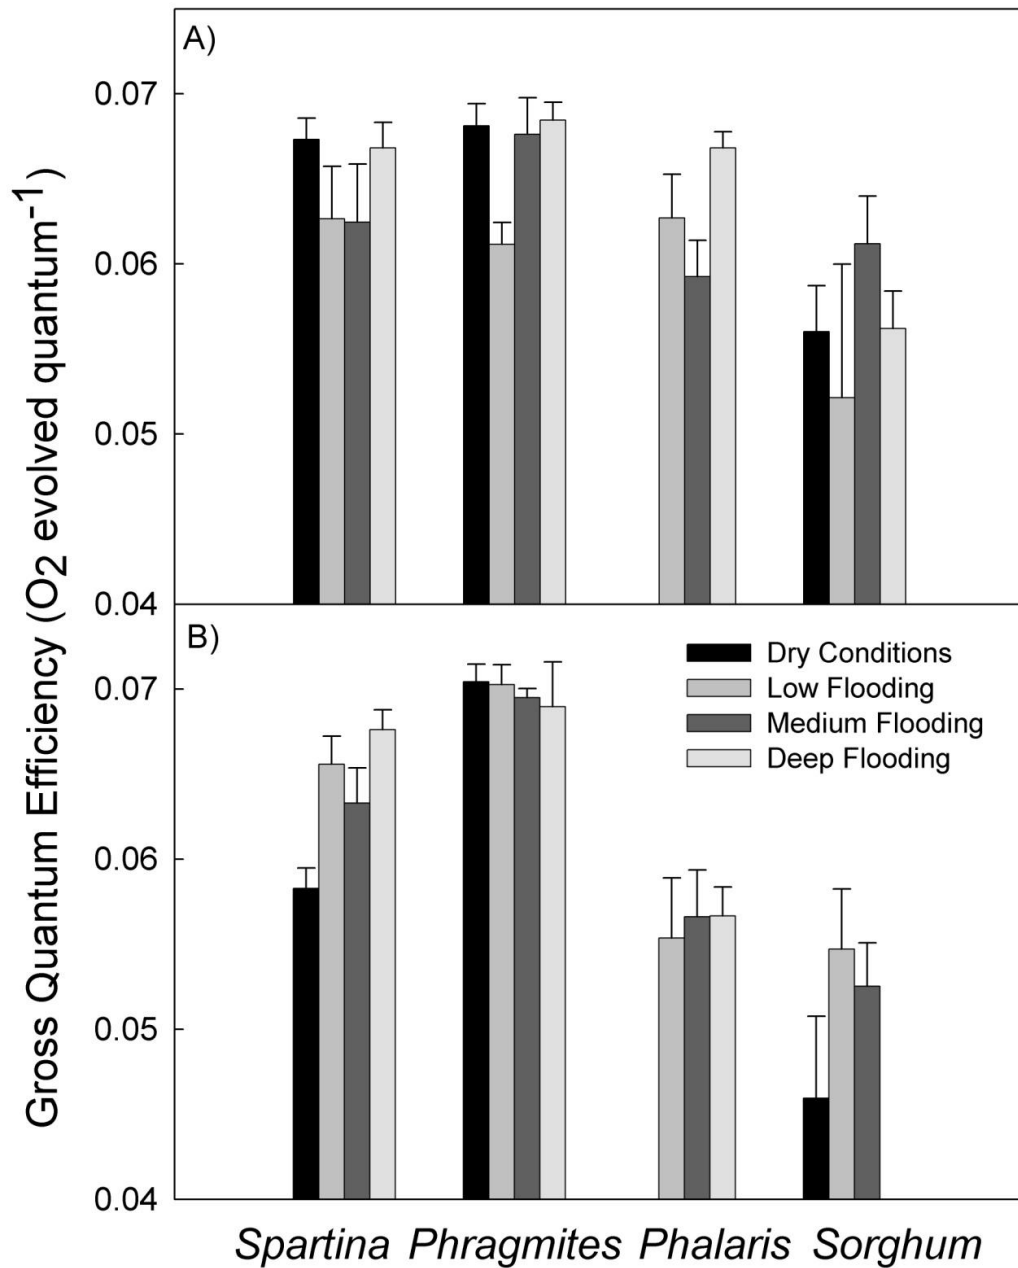 A)
0.07
0.06
0.05
0.04
Gross Quantum Efficiency (O2 evolved quantum-1)
B)
Dry Conditions
Low Flooding
Medium Flooding
Deep Flooding
0.07
0.06
0.05
0.04
Spartina Phragmites Phalaris Sorghum